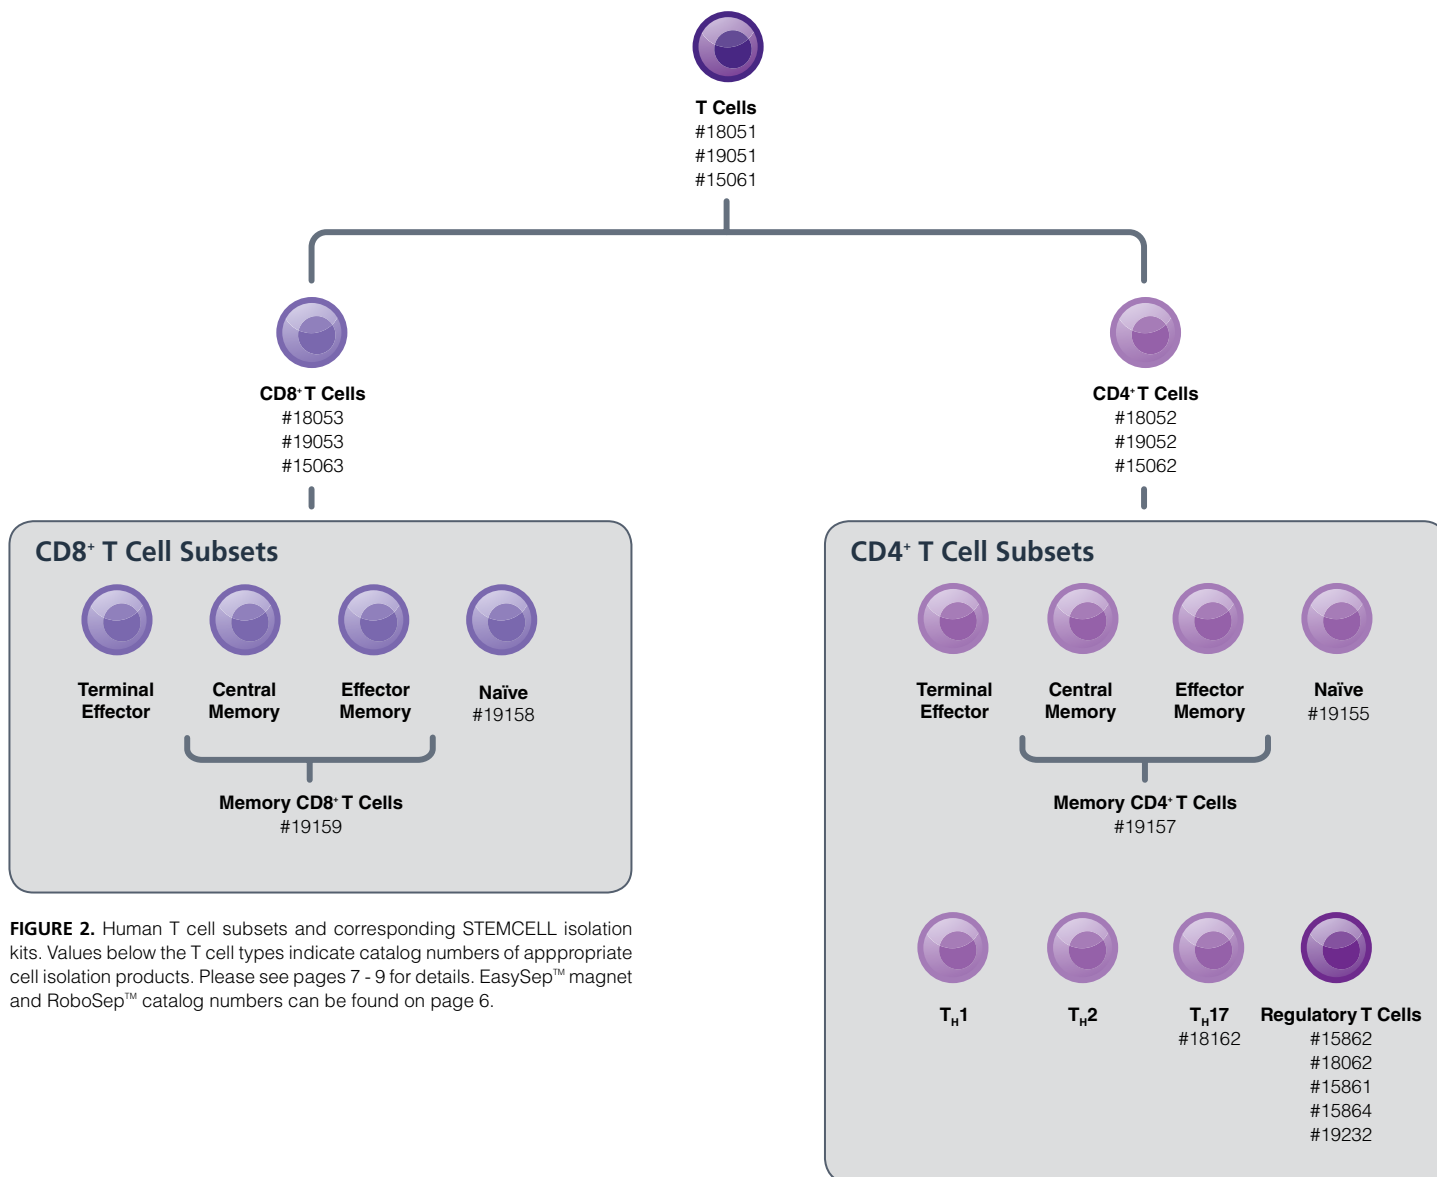 T Cells
#18051
#19051
#15061
CD8⁺ T Cells
#18053
#19053
#15063
CD4⁺ T Cells
#18052
#19052
#15062
CD8⁺ T Cell Subsets
Terminal
Effector
Central
Memory
Effector
Memory
Naïve
#19158
Memory CD8⁺ T Cells
#19159
CD4⁺ T Cell Subsets
Terminal
Effector
Central
Memory
Effector
Memory
Naïve
#19155
Memory CD4⁺ T Cells
#19157
T_H1
T_H2
T_H17
#18162
Regulatory T Cells
#15862
#18062
#15861
#15864
#19232
FIGURE 2. Human T cell subsets and corresponding STEMCELL isolation
kits. Values below the T cell types indicate catalog numbers of apppropriate
cell isolation products. Please see pages 7 - 9 for details. EasySep™ magnet
and RoboSep™ catalog numbers can be found on page 6.